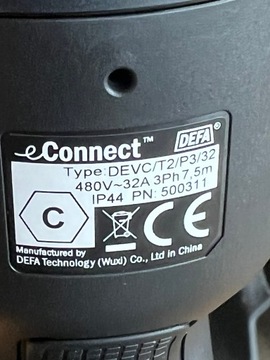 eConnect™ DEFA
Type: DEVC/T2/P3/32
480V~32A 3Ph 7,5m
IP44 PN: 500311
C
CE
Manufactured by
DEFA Technology (Wuxi) Co., Ltd in China